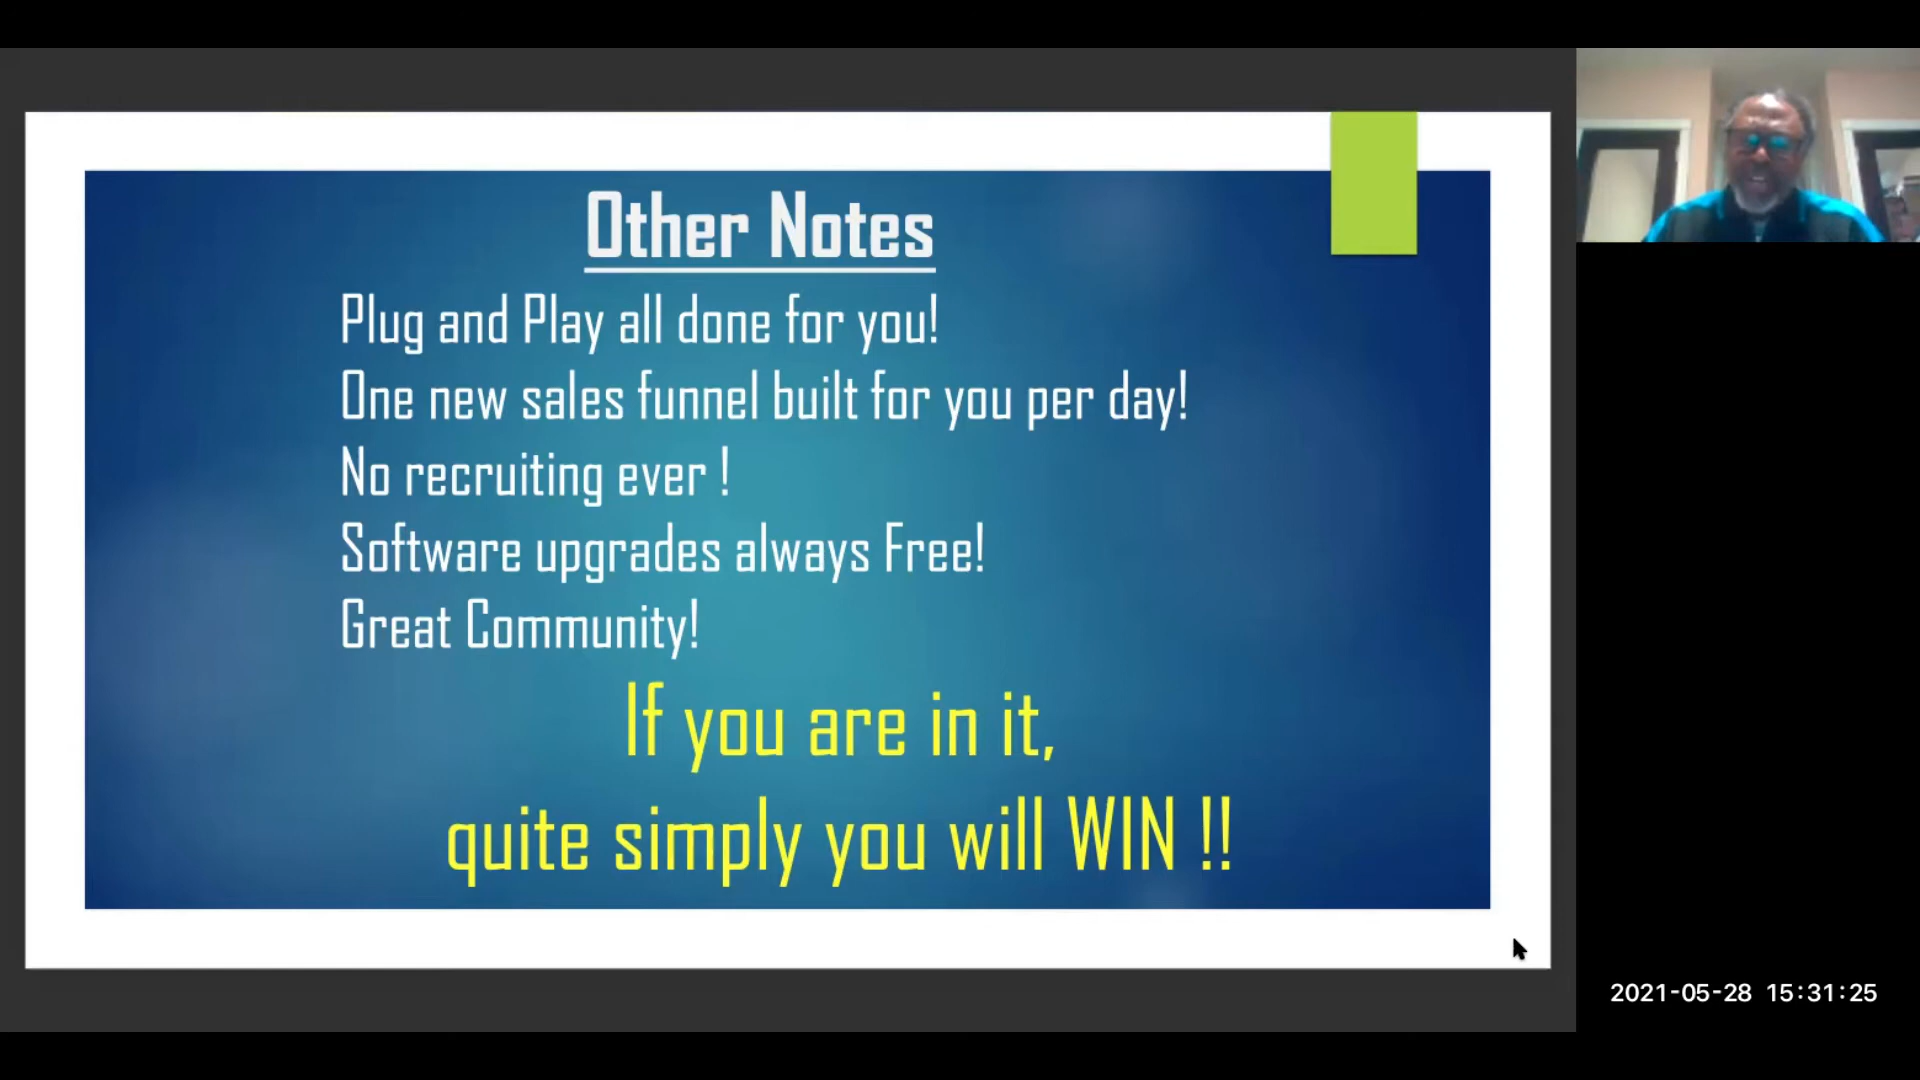 Other Notes
Plug and Play all done for you!
One new sales funnel built for you per day!
No recruiting ever !
Software upgrades always Free!
Great Community!
If you are in it,
quite simply you will WIN !!
2021-05-28 15:31:25